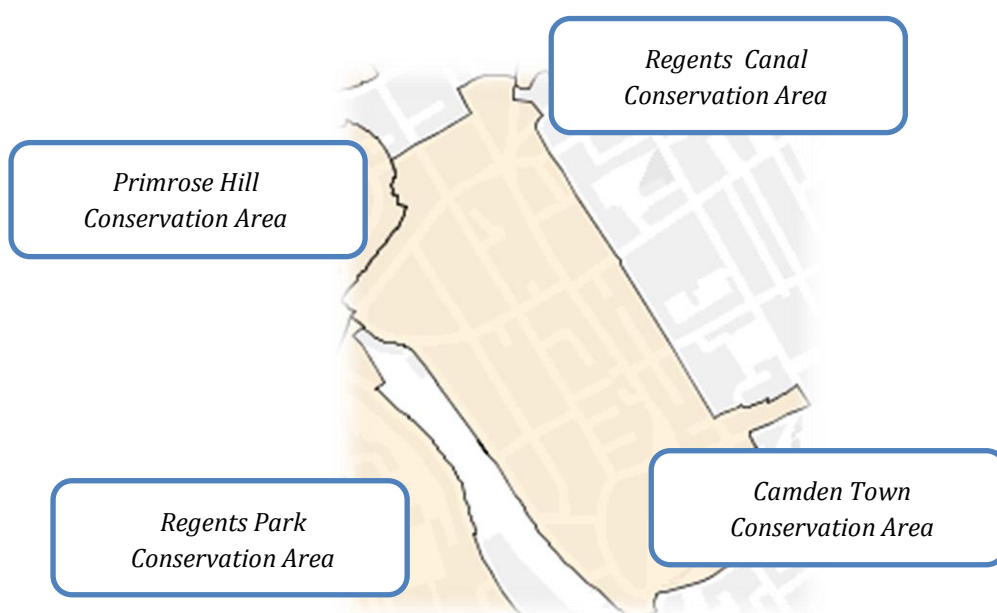 Regents Canal
Conservation Area
Primrose Hill
Conservation Area
Regents Park
Conservation Area
Camden Town
Conservation Area